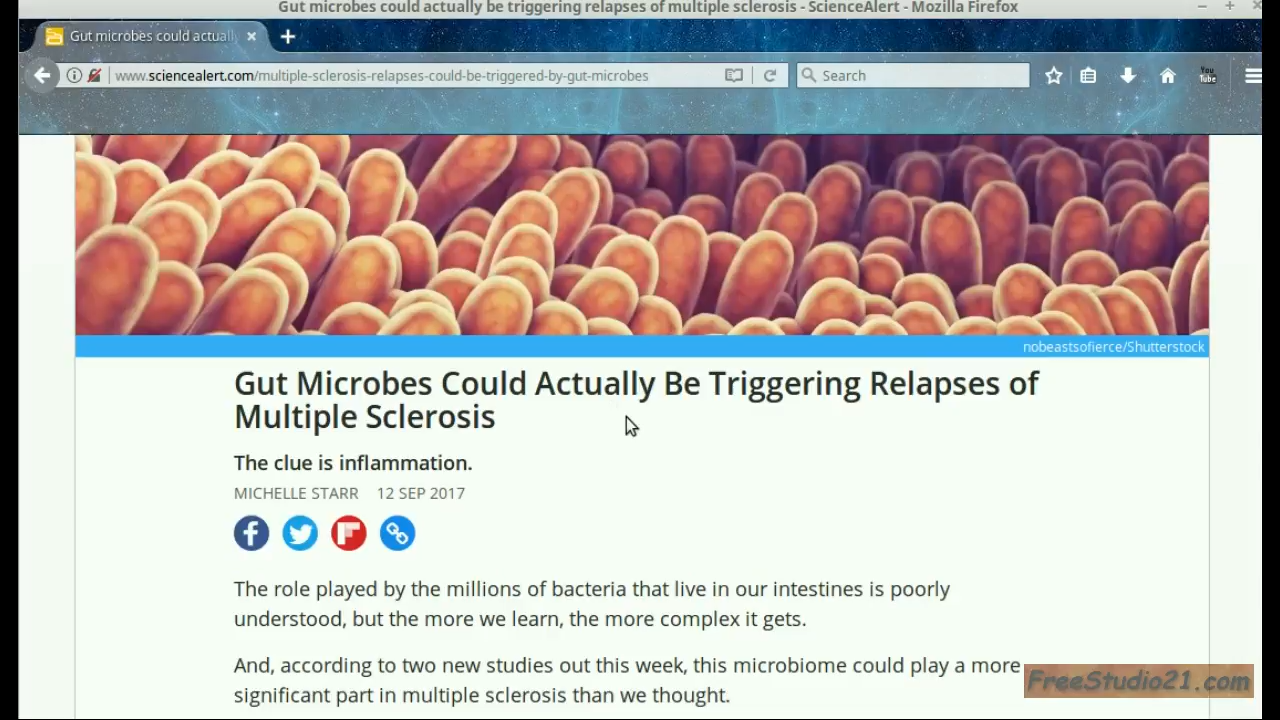 Gut microbes could actually be triggering relapses of multiple sclerosis - ScienceAlert - Mozilla Firefox
Gut microbes could actuall
www.sciencealert.com/multiple-sclerosis-relapses-could-be-triggered-by-gut-microbes
Search
You Tube
nobeastsofierce/Shutterstock
Gut Microbes Could Actually Be Triggering Relapses of
Multiple Sclerosis
The clue is inflammation.
MICHELLE STARR 12 SEP 2017
The role played by the millions of bacteria that live in our intestines is poorly
understood, but the more we learn, the more complex it gets.
And, according to two new studies out this week, this microbiome could play a more
significant part in multiple sclerosis than we thought.
FreeStudio21.com